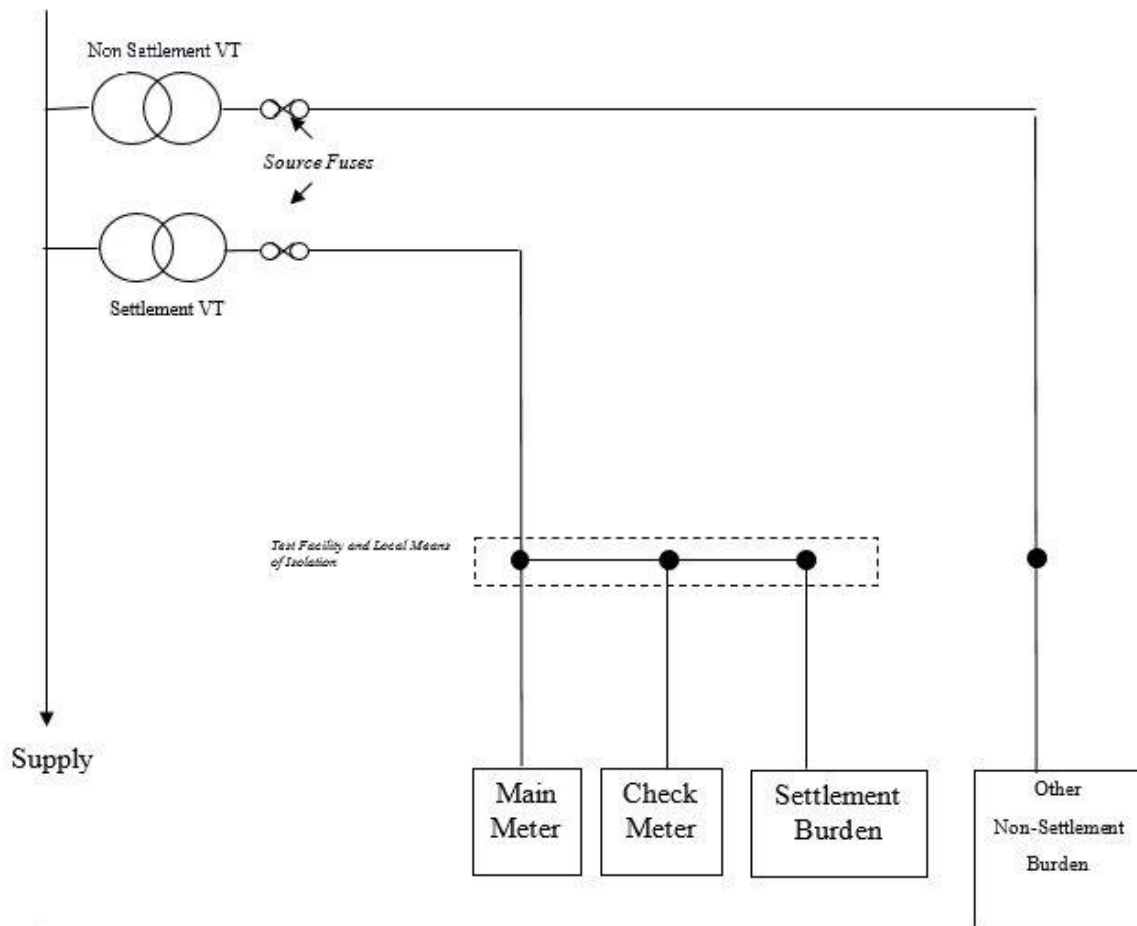 Non Settlement VT
Source Fuses
Settlement VT
Test Facility and Local Means
of Isolation
Supply
Main
Meter
Check
Meter
Settlement
Burden
Other
Non-Settlement
Burden